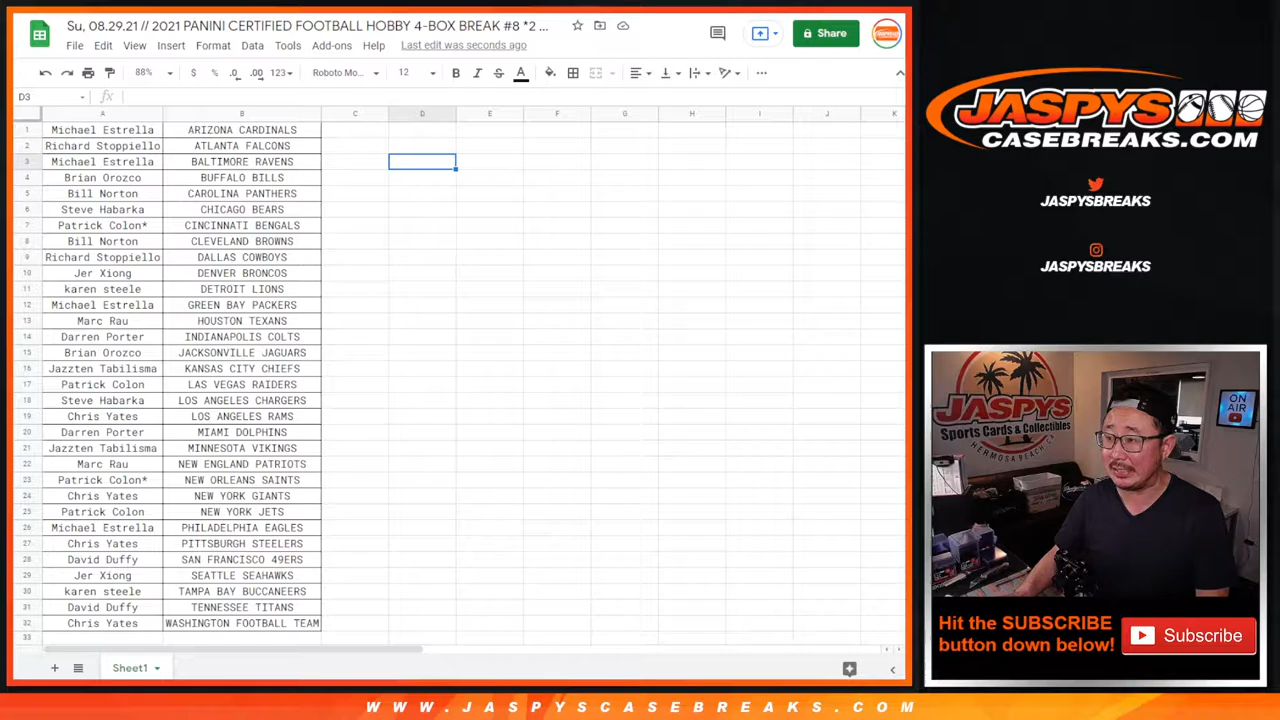 Su, 08.29.21 // 2021 PANINI CERTIFIED FOOTBALL HOBBY 4-BOX BREAK #8 *2 ...
File Edit View Insert Format Data Tools Add-ons Help Last edit was seconds ago
Share
88% $ % .0 .00 123 Roboto Mo... 12 B I S A
D3 fx
A B C D E F G H I J K
1 Michael Estrella ARIZONA CARDINALS
2 Richard Stoppiello ATLANTA FALCONS
3 Michael Estrella BALTIMORE RAVENS
4 Brian Orozco BUFFALO BILLS
5 Bill Norton CAROLINA PANTHERS
6 Steve Habarka CHICAGO BEARS
7 Patrick Colon* CINCINNATI BENGALS
8 Bill Norton CLEVELAND BROWNS
9 Richard Stoppiello DALLAS COWBOYS
10 Jer Xiong DENVER BRONCOS
11 karen steele DETROIT LIONS
12 Michael Estrella GREEN BAY PACKERS
13 Marc Rau HOUSTON TEXANS
14 Darren Porter INDIANAPOLIS COLTS
15 Brian Orozco JACKSONVILLE JAGUARS
16 Jazzten Tabilisma KANSAS CITY CHIEFS
17 Patrick Colon LAS VEGAS RAIDERS
18 Steve Habarka LOS ANGELES CHARGERS
19 Chris Yates LOS ANGELES RAMS
20 Darren Porter MIAMI DOLPHINS
21 Jazzten Tabilisma MINNESOTA VIKINGS
22 Marc Rau NEW ENGLAND PATRIOTS
23 Patrick Colon* NEW ORLEANS SAINTS
24 Chris Yates NEW YORK GIANTS
25 Patrick Colon NEW YORK JETS
26 Michael Estrella PHILADELPHIA EAGLES
27 Chris Yates PITTSBURGH STEELERS
28 David Duffy SAN FRANCISCO 49ERS
29 Jer Xiong SEATTLE SEAHAWKS
30 karen steele TAMPA BAY BUCCANEERS
31 David Duffy TENNESSEE TITANS
32 Chris Yates WASHINGTON FOOTBALL TEAM
33
Sheet1
JASPYS
CASEBREAKS.COM
JASPYSBREAKS
JASPYSBREAKS
JASPYS
Sports Cards & Collectibles
HERMOSA BEACH, CA
ON
AIR
Hit the SUBSCRIBE
button down below!
Subscribe
WWW.JASPYSCASEBREAKS.COM